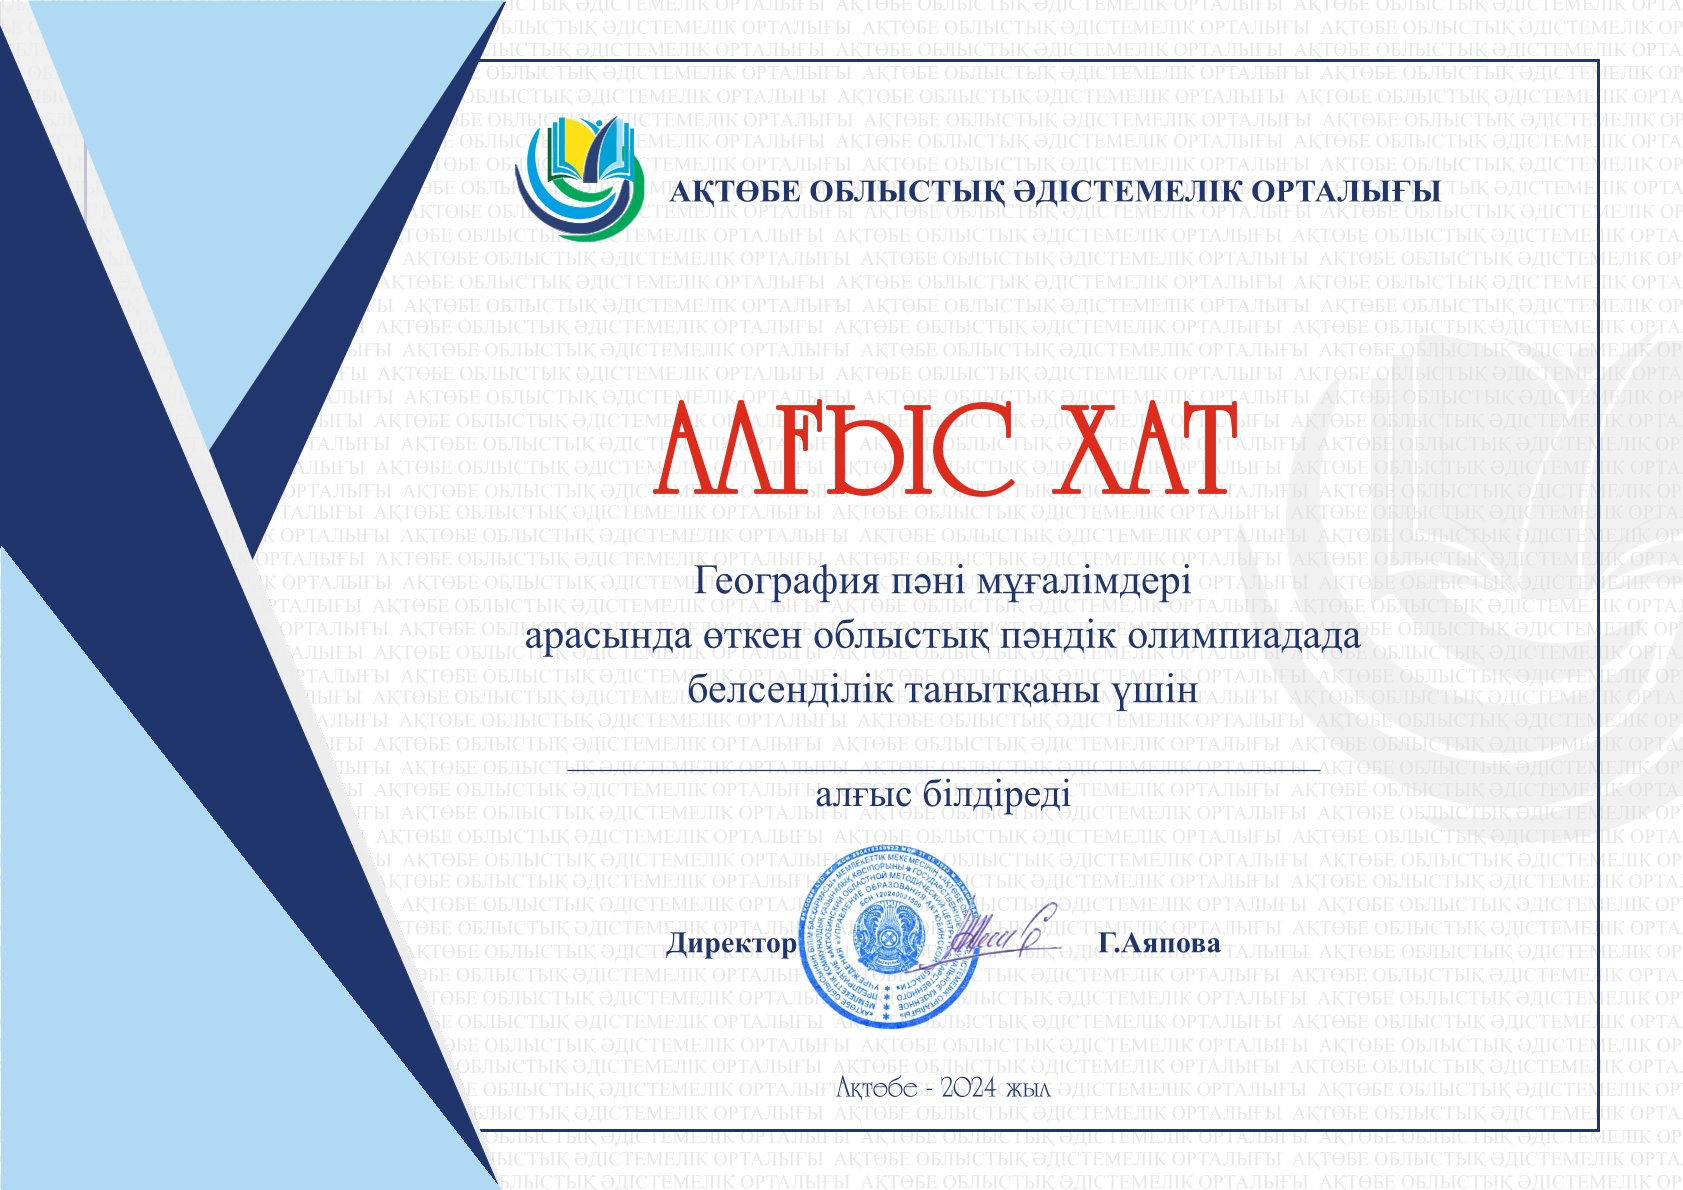 АҚТӨБЕ ОБЛЫСТЫҚ ӘДІСТЕМЕЛІК ОРТАЛЫҒЫ
АЛҒЫС ХАТ
География пәні мұғалімдері
арасында өткен облыстық пәндік олимпиадада
белсенділік танытқаны үшін
алғыс білдіреді
Директор
Г.Аяпова
Ақтөбе - 2024 жыл